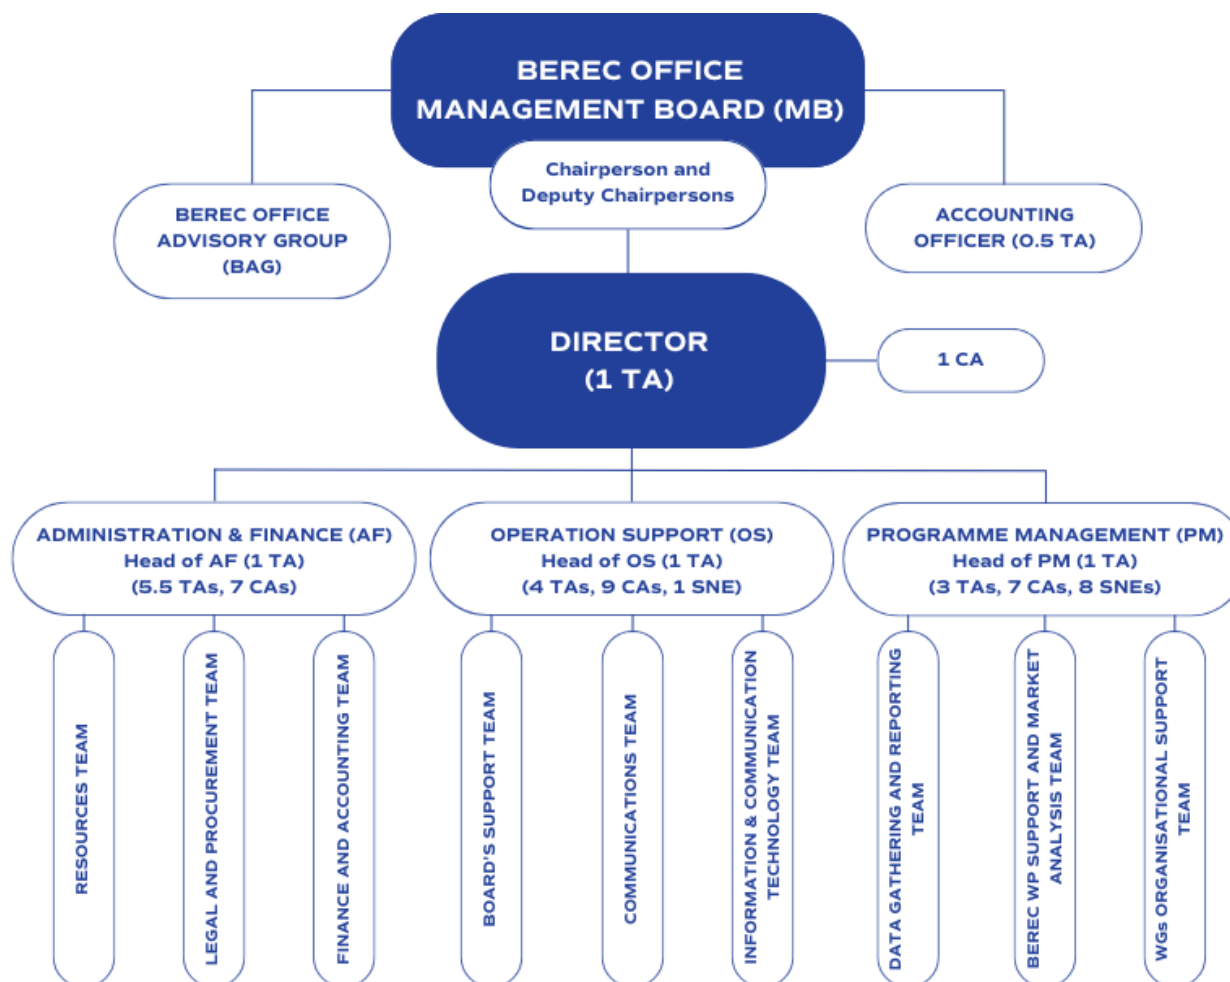 BEREC OFFICE
MANAGEMENT BOARD (MB)
Chairperson and
Deputy Chairpersons
BEREC OFFICE
ADVISORY GROUP
(BAG)
ACCOUNTING
OFFICER (0.5 TA)
DIRECTOR
(1 TA)
1 CA
ADMINISTRATION & FINANCE (AF)
Head of AF (1 TA)
(5.5 TAs, 7 CAs)
OPERATION SUPPORT (OS)
Head of OS (1 TA)
(4 TAs, 9 CAs, 1 SNE)
PROGRAMME MANAGEMENT (PM)
Head of PM (1 TA)
(3 TAs, 7 CAs, 8 SNEs)
RESOURCES TEAM
LEGAL AND PROCUREMENT TEAM
FINANCE AND ACCOUNTING TEAM
BOARD'S SUPPORT TEAM
COMMUNICATIONS TEAM
INFORMATION & COMMUNICATION
TECHNOLOGY TEAM
DATA GATHERING AND REPORTING
TEAM
BEREC WP SUPPORT AND MARKET
ANALYSIS TEAM
WGs ORGANISATIONAL SUPPORT
TEAM